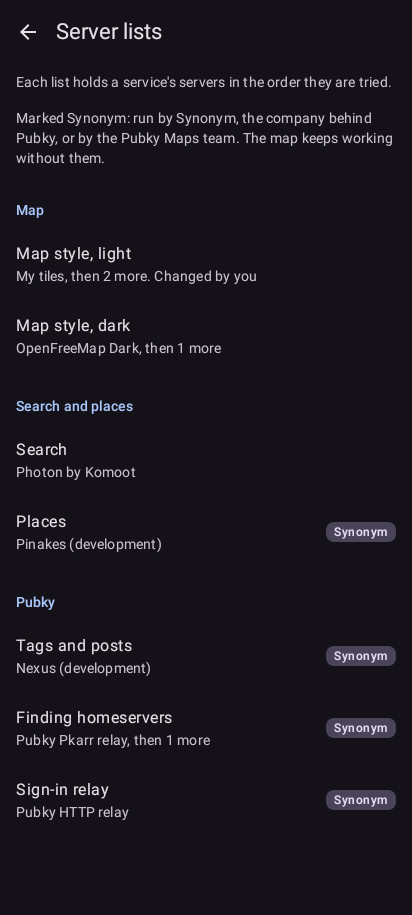 Server lists
Each list holds a service's servers in the order they are tried.
Marked Synonym: run by Synonym, the company behind
Pubky, or by the Pubky Maps team. The map keeps working
without them.
Map
Map style, light
My tiles, then 2 more. Changed by you
Map style, dark
OpenFreeMap Dark, then 1 more
Search and places
Search
Photon by Komoot
Places
Pinakes (development)
Synonym
Pubky
Tags and posts
Nexus (development)
Synonym
Finding homeservers
Pubky Pkarr relay, then 1 more
Synonym
Sign-in relay
Pubky HTTP relay
Synonym